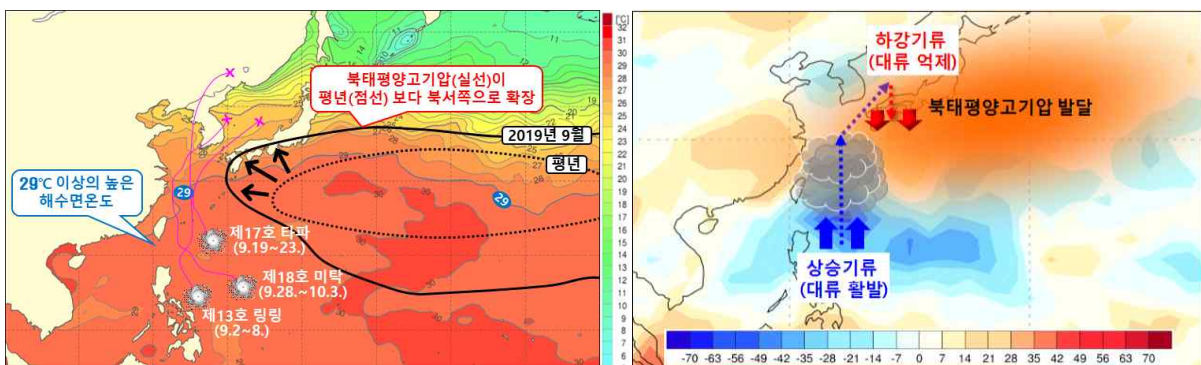 북태평양고기압(실선)이
평년(점선) 보다 북서쪽으로 확장
2019년 9월
평년
29℃ 이상의 높은
해수면온도
29
29
제17호 타파
(9.19~23.)
제18호 미탁
(9.28.~10.3.)
제13호 링링
(9.2~8.)
[℃]
32
31
30
29
28
27
26
25
24
23
22
21
20
19
18
17
16
15
14
13
12
11
10
9
8
7
6
하강기류
(대류 억제)
북태평양고기압 발달
상승기류
(대류 활발)
-70 -63 -56 -49 -42 -35 -28 -21 -14 -7 0 7 14 21 28 35 42 49 56 63 70